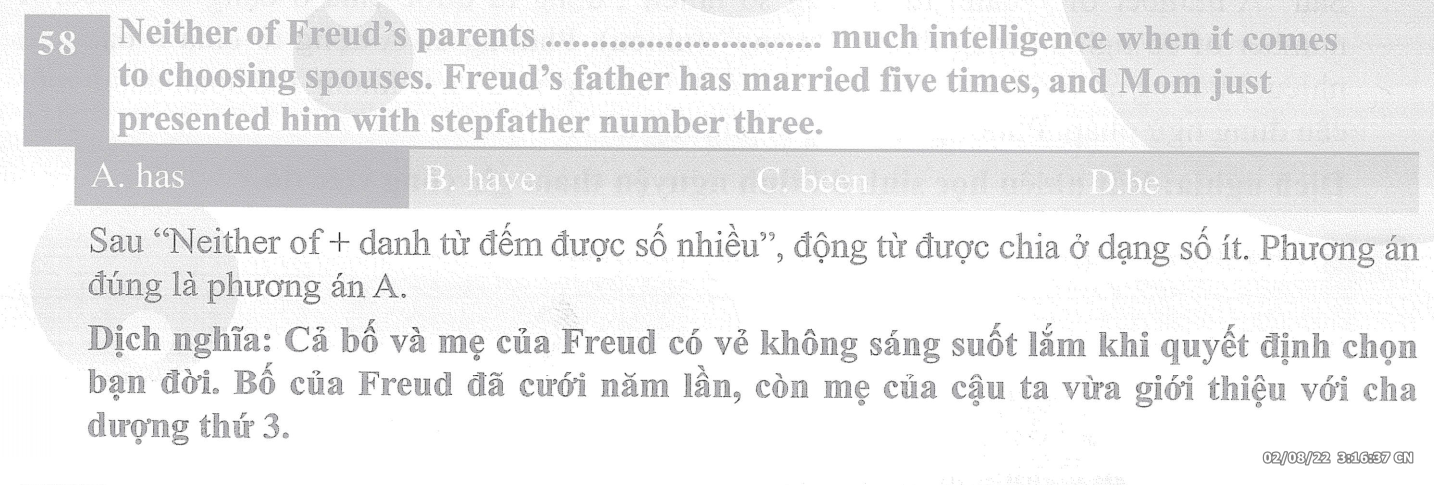 58
Neither of Freud's parents .............................. much intelligence when it comes
to choosing spouses. Freud's father has married five times, and Mom just
presented him with stepfather number three.
A. has B. have C. been D.be
Sau “Neither of + danh từ đếm được số nhiều”, động từ được chia ở dạng số ít. Phương án
đúng là phương án A.
Dịch nghĩa: Cả bố và mẹ của Freud có vẻ không sáng suốt lắm khi quyết định chọn
bạn đời. Bố của Freud đã cưới năm lần, còn mẹ của cậu ta vừa giới thiệu với cha
dượng thứ 3.
02/08/22 3:16:37 CN